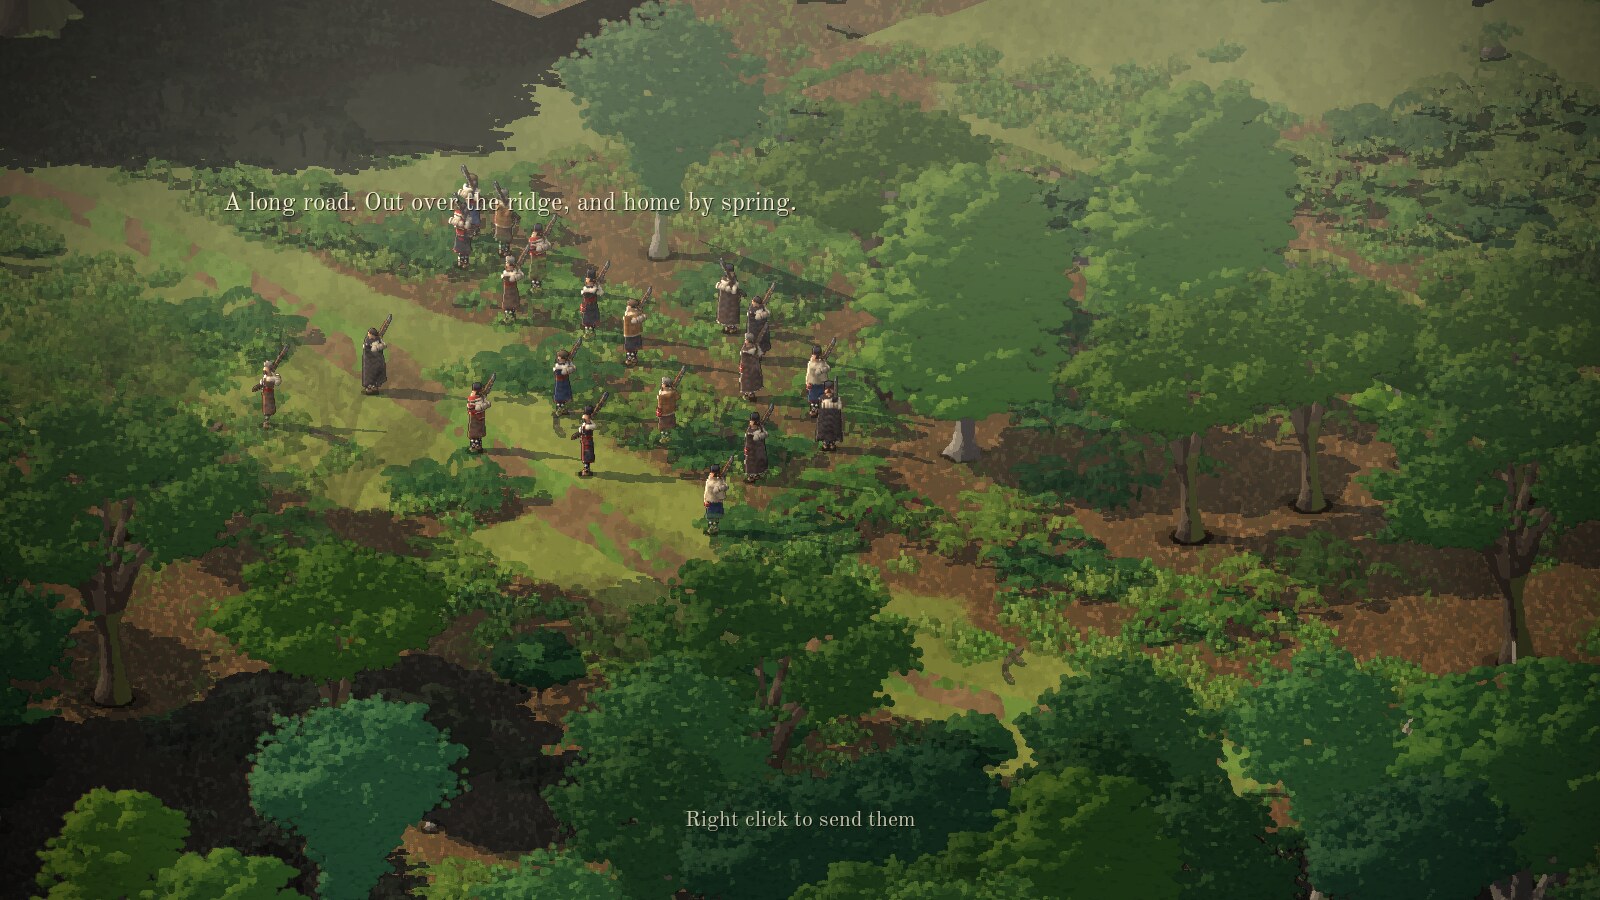 A long road. Out over the ridge, and home by spring.
Right click to send them